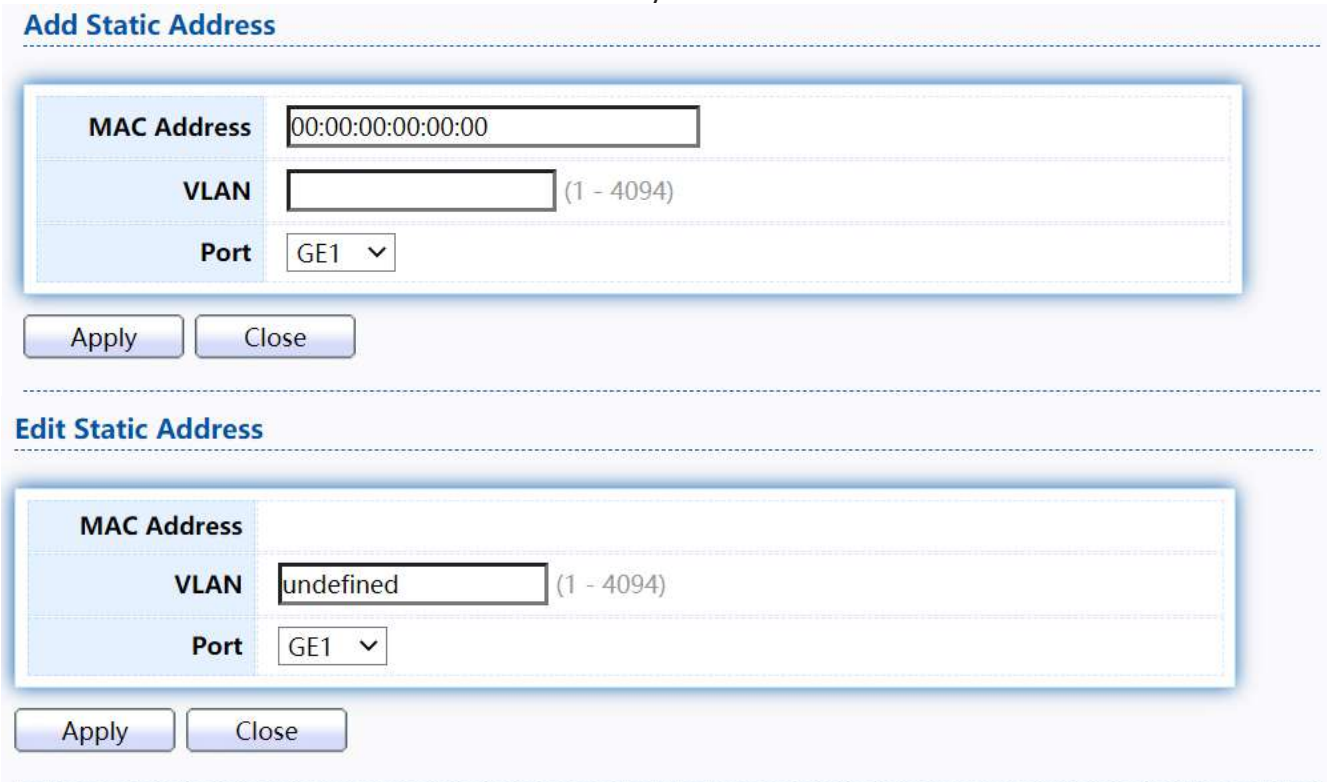 Add Static Address
MAC Address 00:00:00:00:00:00
VLAN (1 - 4094)
Port GE1
Apply Close
Edit Static Address
MAC Address
VLAN undefined (1 - 4094)
Port GE1
Apply Close